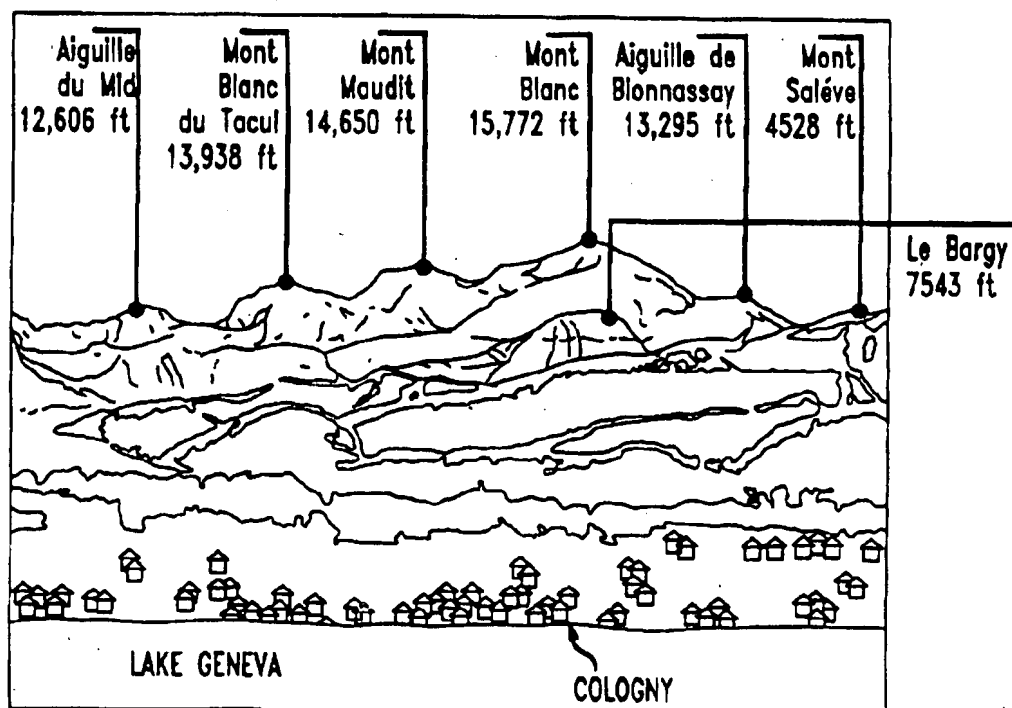 Aiguille
du Mid
12,606 ft
Mont
Blanc
du Tacul
13,938 ft
Mont
Maudit
14,650 ft
Mont
Blanc
15,772 ft
Aiguille de
Bionnassay
13,295 ft
Mont
Saléve
4528 ft
Le Bargy
7543 ft
LAKE GENEVA
COLOGNY